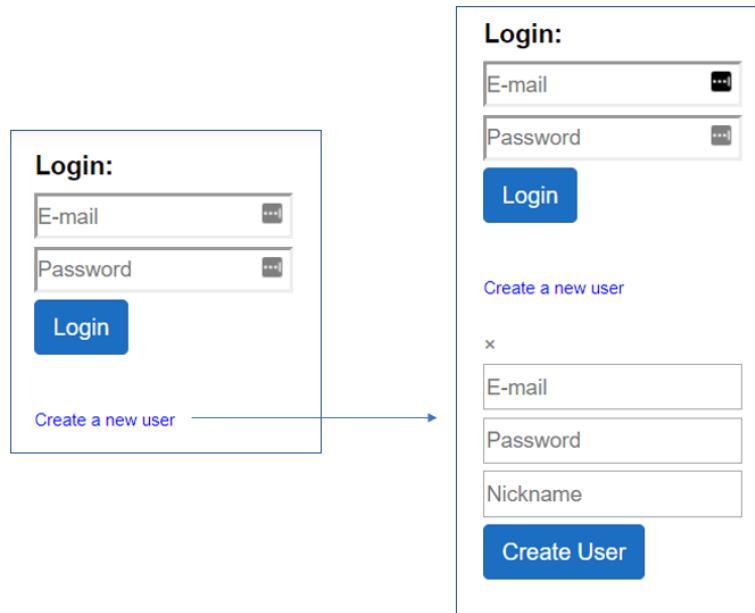 Login:
E-mail
Password
Login
Create a new user
Login:
E-mail
Password
Login
Create a new user
×
E-mail
Password
Nickname
Create User